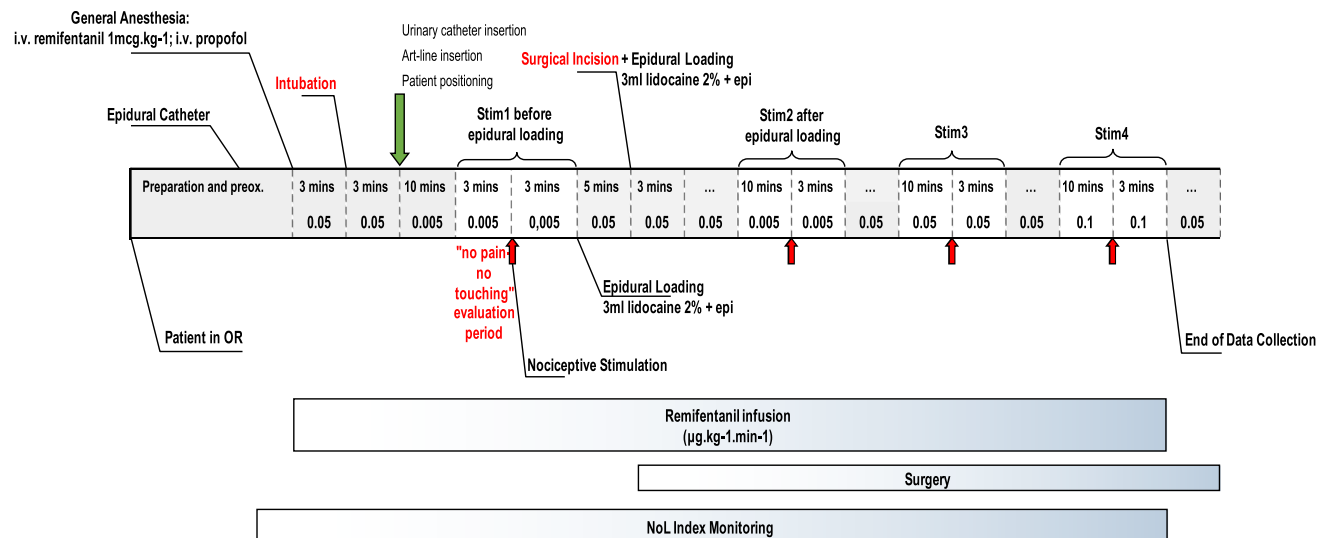 General Anesthesia:
i.v. remifentanil 1mcg.kg-1; i.v. propofol
Urinary catheter insertion
Art-line insertion
Patient positioning
Intubation
Surgical Incision + Epidural Loading
3ml lidocaine 2% + epi
Epidural Catheter
Stim1 before
epidural loading
Stim2 after
epidural loading
Stim3
Stim4
Preparation and preox. 3 mins 3 mins 10 mins 3 mins 3 mins 5 mins 3 mins ... 10 mins 3 mins ... 10 mins 3 mins ... 10 mins 3 mins ...
0.05 0.05 0.005 0.005 0,005 0.05 0.05 0.05 0.005 0.005 0.05 0.05 0.05 0.05 0.1 0.1 0.05
"no pain-
no
touching"
evaluation
period
Epidural Loading
3ml lidocaine 2% + epi
Patient in OR
Nociceptive Stimulation
End of Data Collection
Remifentanil infusion
(µg.kg-1.min-1)
Surgery
NoL Index Monitoring